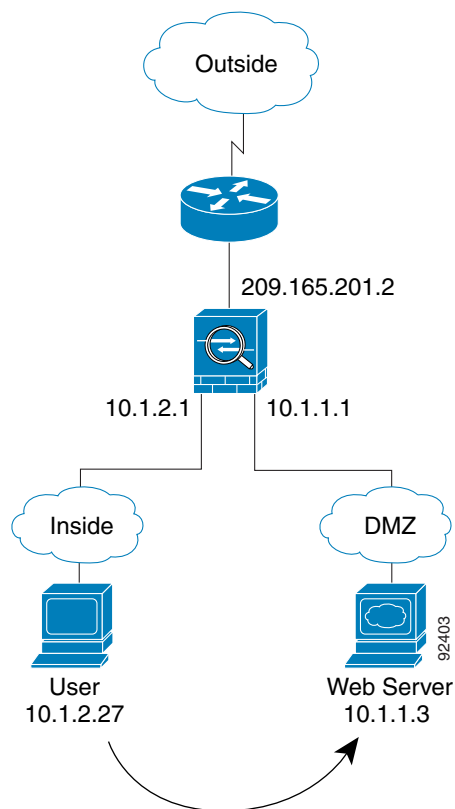 Outside
209.165.201.2
10.1.2.1
10.1.1.1
Inside
DMZ
92403
User
10.1.2.27
Web Server
10.1.1.3